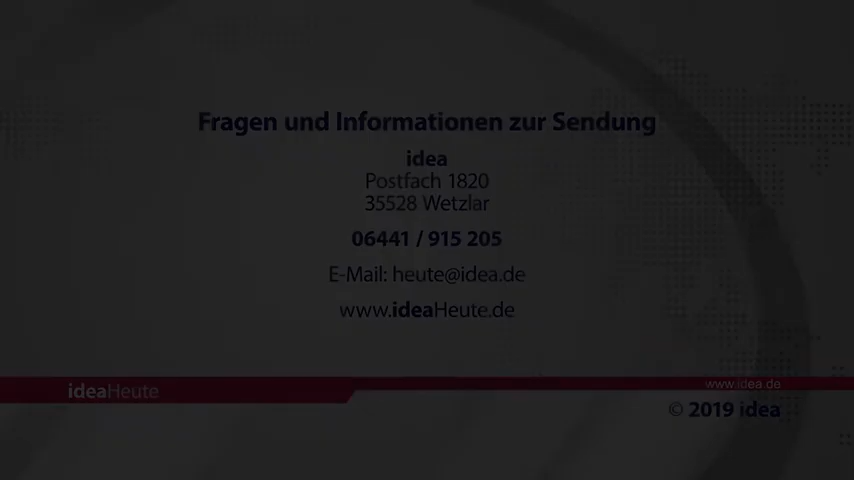 Fragen und Informationen zur Sendung
idea
Postfach 1820
35528 Wetzlar
06441 / 915 205
E-Mail: heute@idea.de
www.ideaHeute.de
ideaHeute
www.idea.de
© 2019 idea